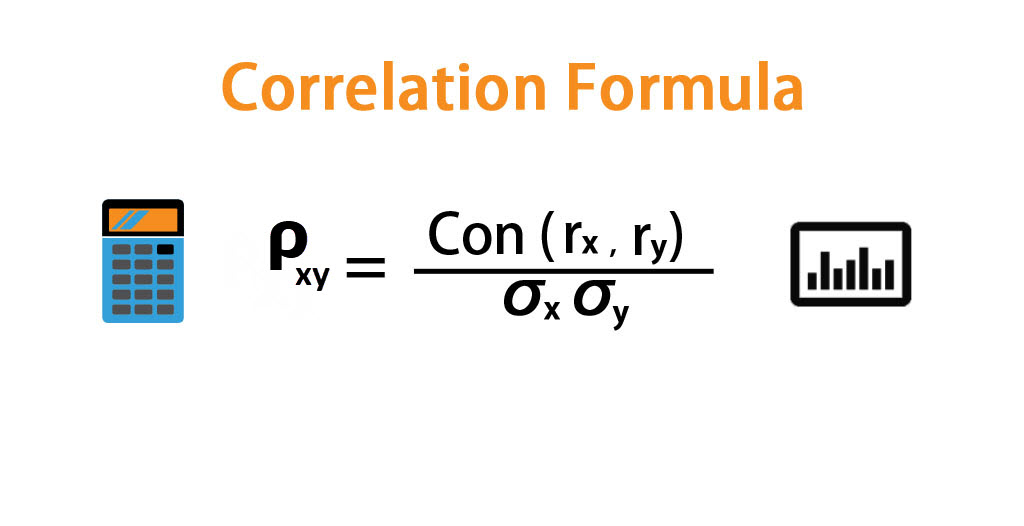 Correlation Formula
ρxy = Con (rx , ry)
σx σy